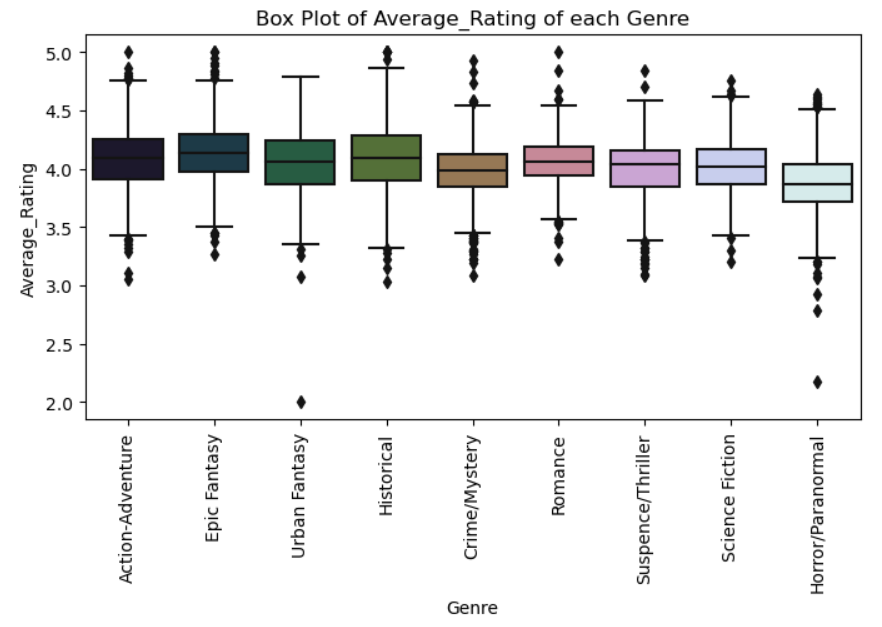 Box Plot of Average_Rating of each Genre
Average_Rating
5.0
4.5
4.0
3.5
3.0
2.5
2.0
Action-Adventure
Epic Fantasy
Urban Fantasy
Historical
Crime/Mystery
Romance
Suspence/Thriller
Science Fiction
Horror/Paranormal
Genre